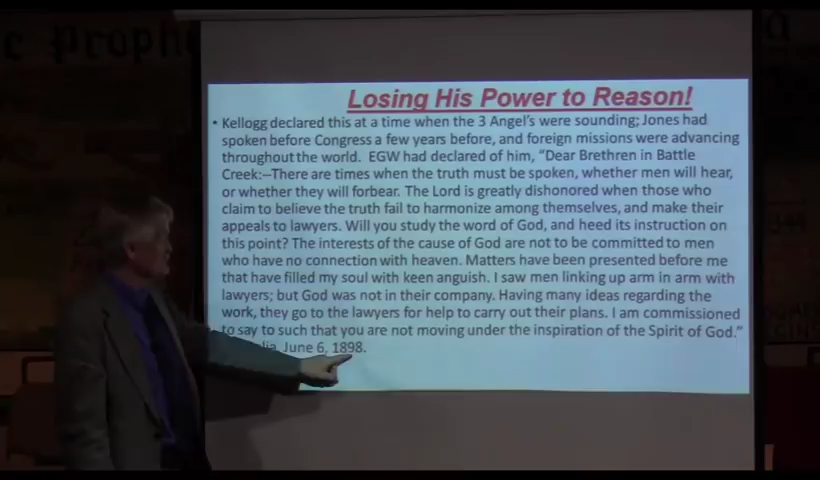 e Prophe
Losing His Power to Reason!
• Kellogg declared this at a time when the 3 Angel's were sounding; Jones had
spoken before Congress a few years before, and foreign missions were advancing
throughout the world. EGW had declared of him, "Dear Brethren in Battle
Creek:—There are times when the truth must be spoken, whether men will hear,
or whether they will forbear. The Lord is greatly dishonored when those who
claim to believe the truth fail to harmonize among themselves, and make their
appeals to lawyers. Will you study the word of God, and heed its instruction on
this point? The interests of the cause of God are not to be committed to men
who have no connection with heaven. Matters have been presented before me
that have filled my soul with keen anguish. I saw men linking up arm in arm with
lawyers; but God was not in their company. Having many ideas regarding the
work, they go to the lawyers for help to carry out their plans. I am commissioned
to say to such that you are not moving under the inspiration of the Spirit of God."
lia, June 6, 1898.